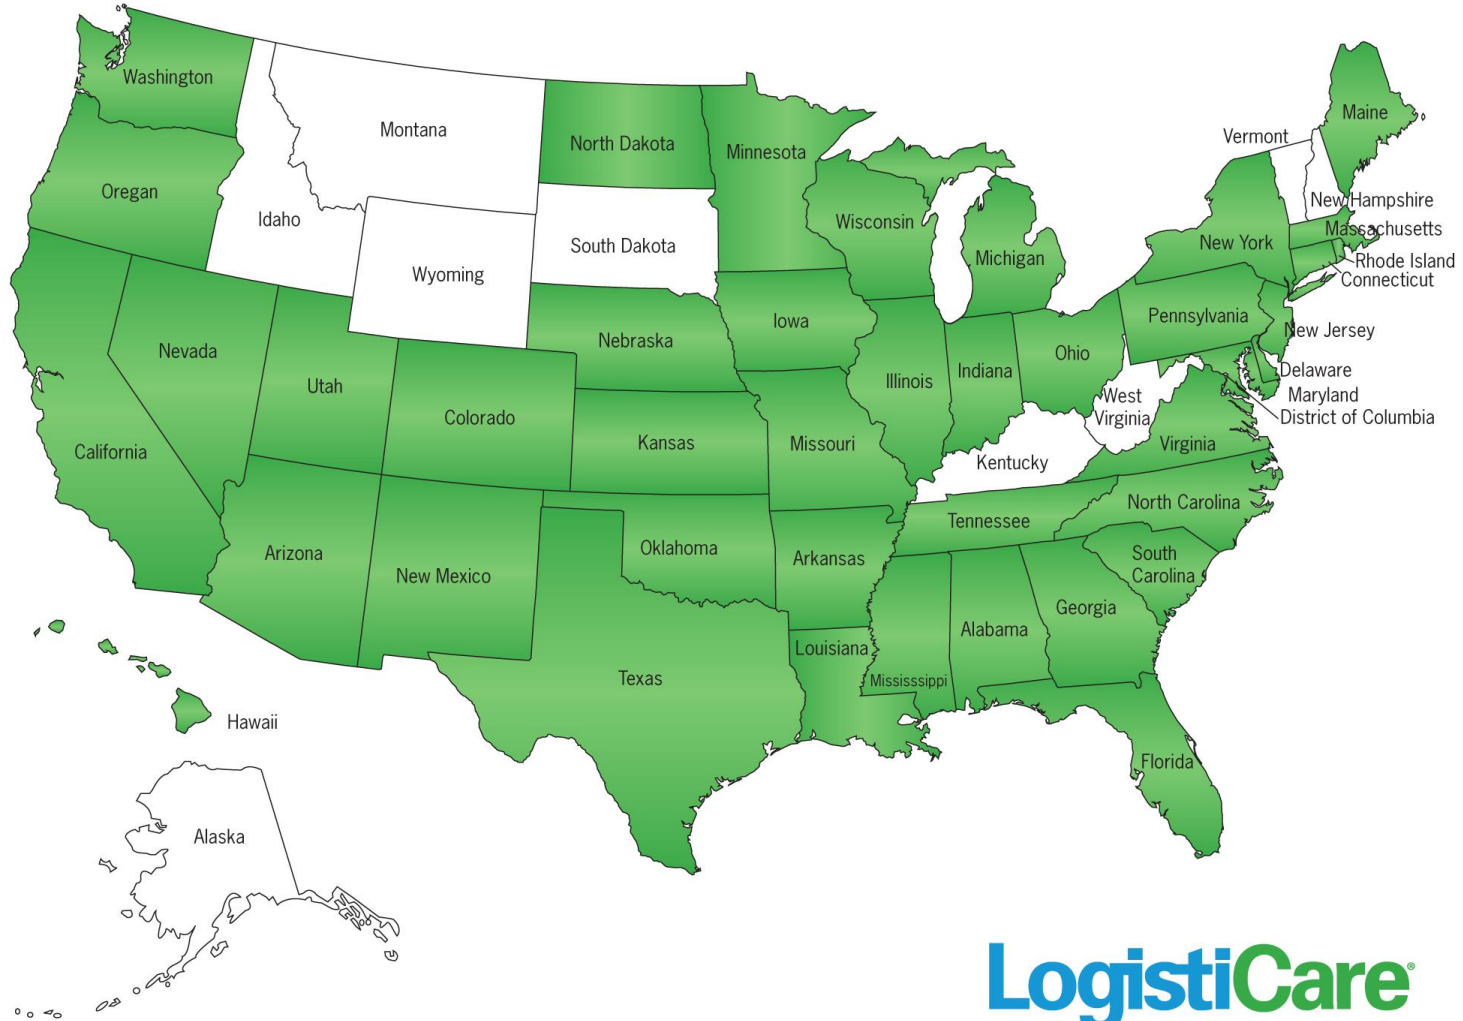 Washington
Montana
North Dakota
Minnesota
Maine
Vermont
Oregan
Idaho
Wyoming
South Dakota
Wisconsin
Michigan
New York
New Hampshire
Massachusetts
Rhode Island
Connecticut
Nevada
Utah
Colorado
Nebraska
Iowa
Illinois
Indiana
Ohio
Pennsylvania
New Jersey
Delaware
Maryland
District of Columbia
West
Virginia
Virginia
California
Kansas
Missouri
Kentucky
Tennessee
North Carolina
Arizona
New Mexico
Oklahoma
Arkansas
South
Carolina
Texas
Louisiana
Mississsippi
Alabama
Georgia
Florida
Hawaii
Alaska
LogistiCare®